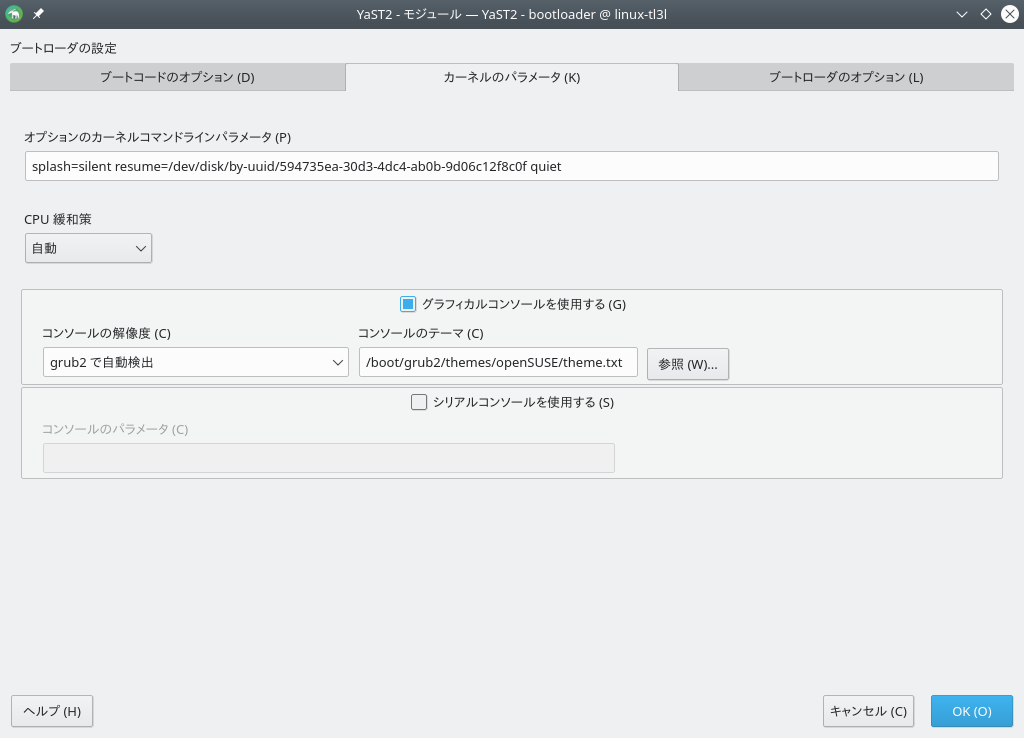 YaST2 - モジュール — YaST2 - bootloader @ linux-tl3l
ブートローダの設定
ブートコードのオプション (D)
カーネルのパラメータ (K)
ブートローダのオプション (L)
オプションのカーネルコマンドラインパラメータ (P)
splash=silent resume=/dev/disk/by-uuid/594735ea-30d3-4dc4-ab0b-9d06c12f8c0f quiet
CPU 緩和策
自動
グラフィカルコンソールを使用する (G)
コンソールの解像度 (C)
コンソールのテーマ (C)
grub2 で自動検出
/boot/grub2/themes/openSUSE/theme.txt
参照 (W)...
シリアルコンソールを使用する (S)
コンソールのパラメータ (C)
ヘルプ (H)
キャンセル (C)
OK (O)